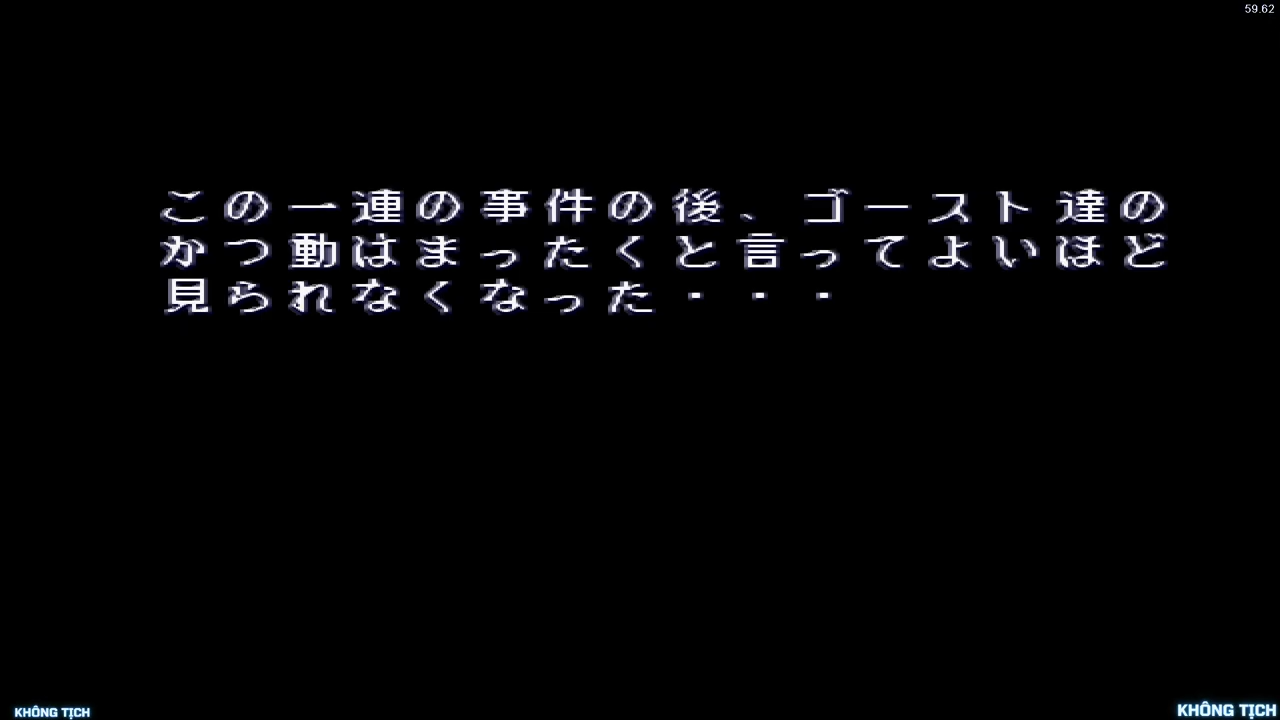 59.62
この一連の事件の後、ゴースト達の
かつ動はまったくと言ってよいほど
見られなくなった・・・
KHÔNG TỊCH
KHÔNG TỊCH